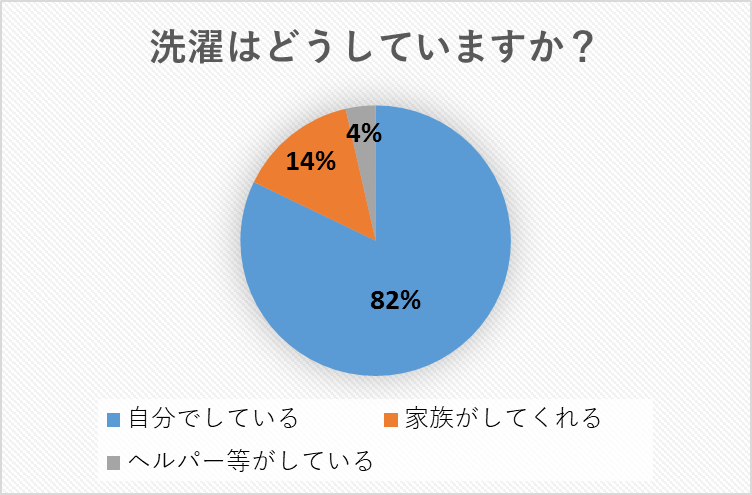 洗濯はどうしていますか？
4%
14%
82%
自分でしている 家族がしてくれる
ヘルパー等がしている